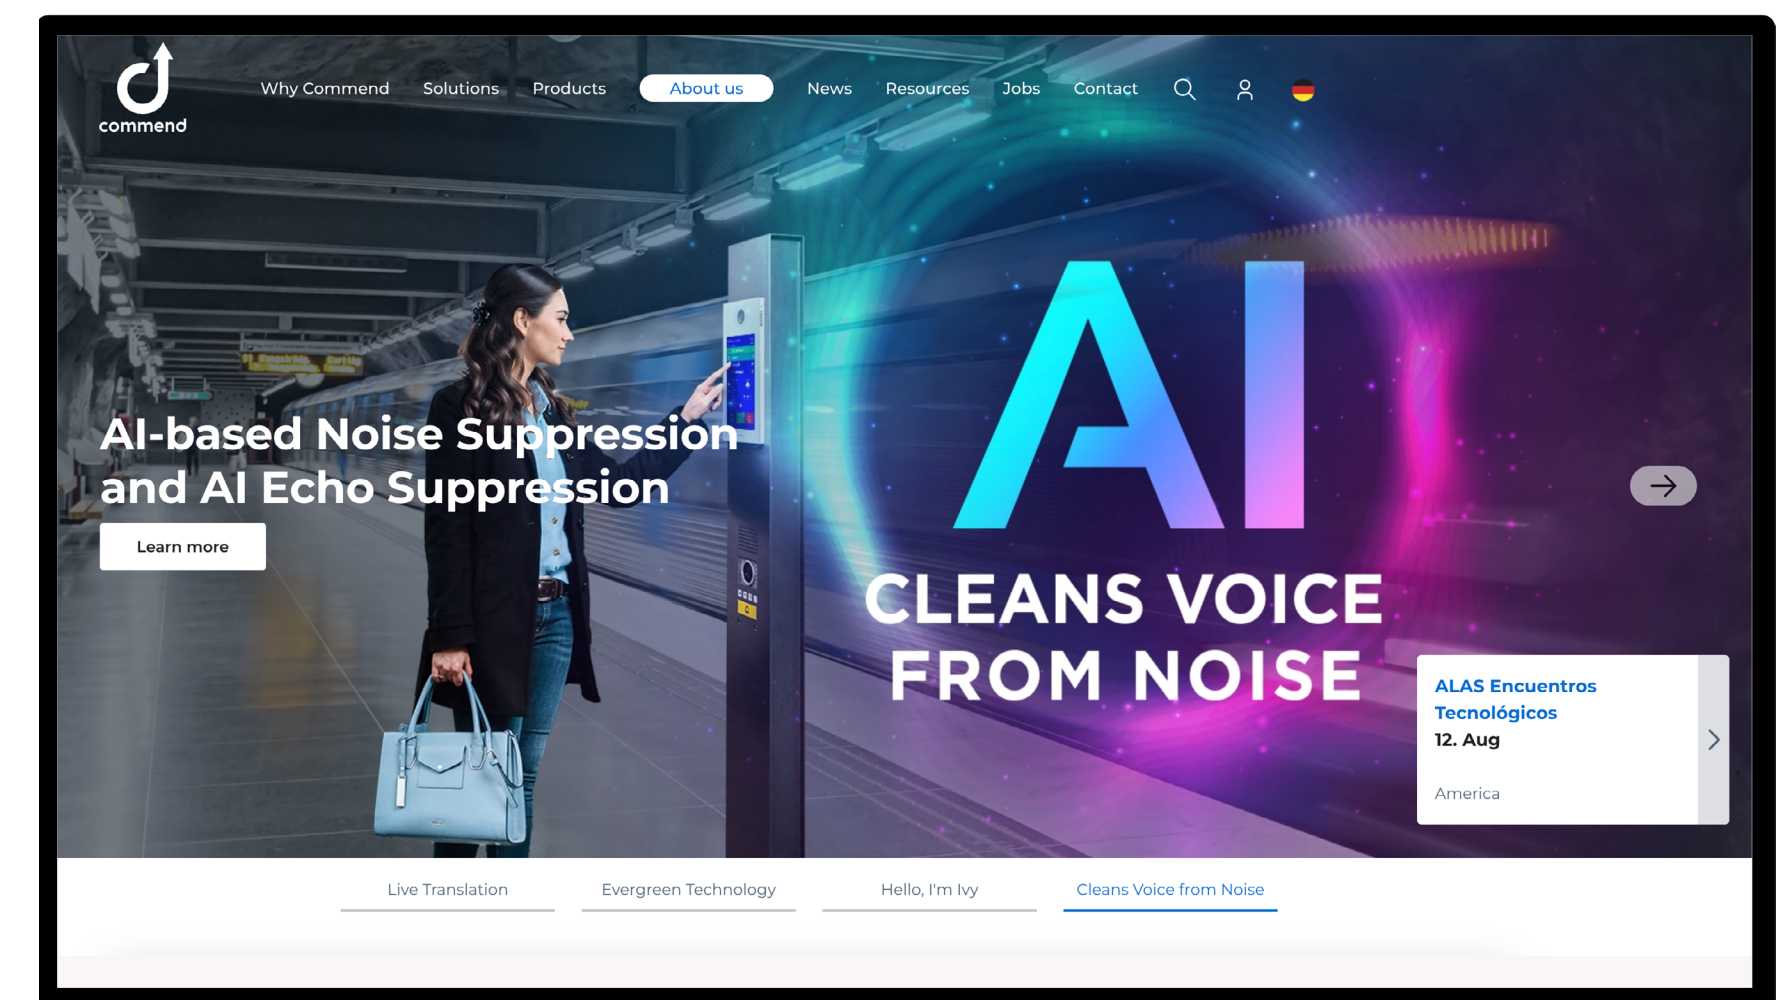 commend
Why Commend
Solutions
Products
About us
News
Resources
Jobs
Contact
AI-based Noise Suppression
and AI Echo Suppression
Learn more
AI
CLEANS VOICE
FROM NOISE
ALAS Encuentros
Tecnológicos
12. Aug
America
Live Translation
Evergreen Technology
Hello, I'm Ivy
Cleans Voice from Noise